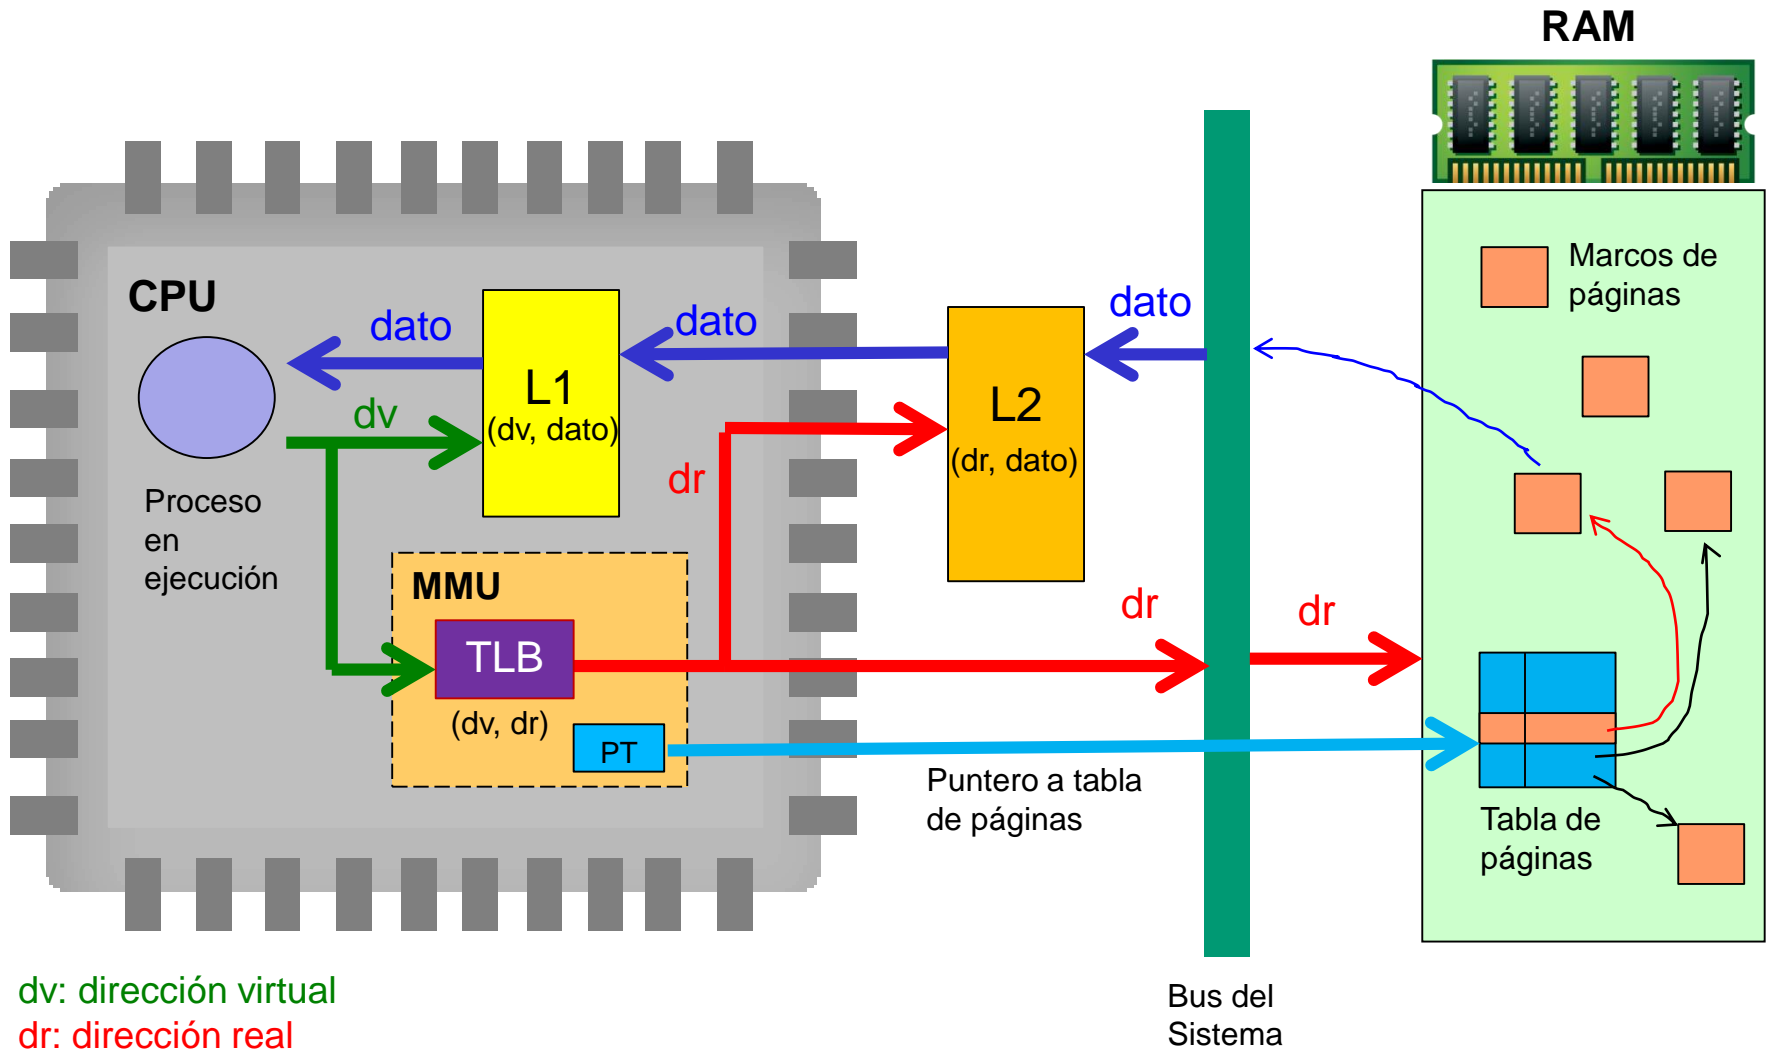 RAM
Marcos de
páginas
CPU
dato
dato
dato
L1
(dv, dato)
dv
L2
(dr, dato)
dr
Proceso
en
ejecución
MMU
TLB
(dv, dr)
PT
dr
dr
Puntero a tabla
de páginas
Tabla de
páginas
dv: dirección virtual
dr: dirección real
Bus del
Sistema